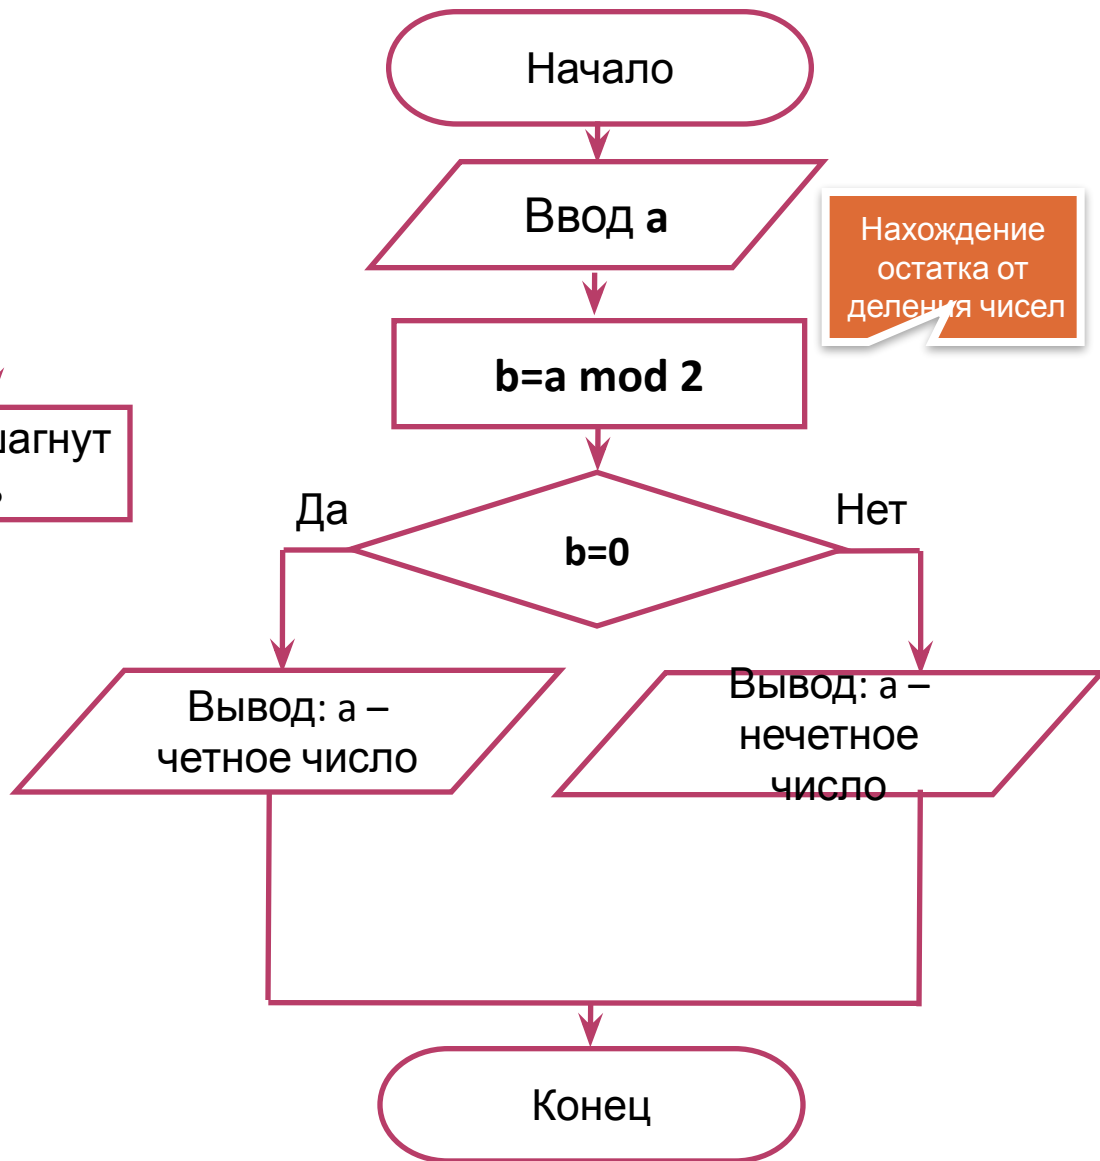 Начало
Ввод a
Нахождение
остатка от
деления чисел
b=a mod 2
Да
Нет
b=0
Вывод: a –
четное число
Вывод: a –
нечетное
число
Конец